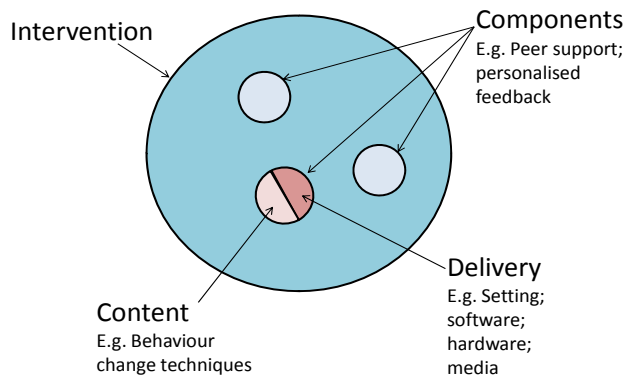 Intervention
Components
E.g. Peer support;
personalised
feedback
Delivery
E.g. Setting;
software;
hardware;
media
Content
E.g. Behaviour
change techniques